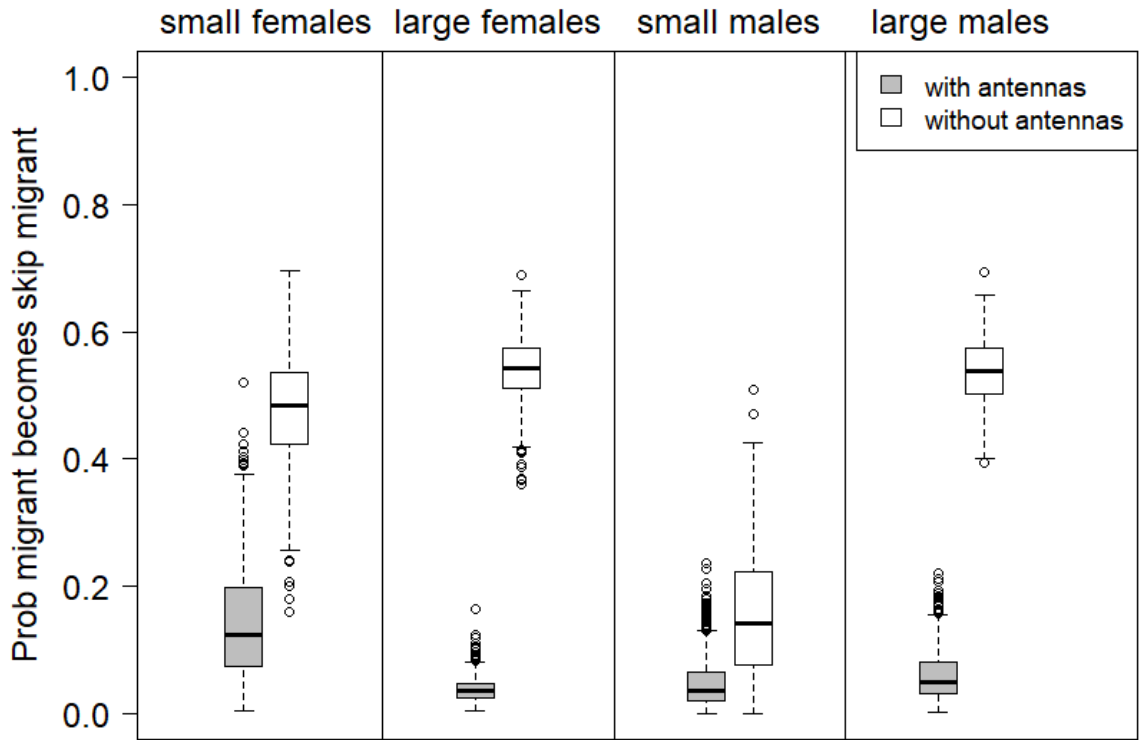 small females large females small males large males
with antennas
without antennas
Prob migrant becomes skip migrant
1.0
0.8
0.6
0.4
0.2
0.0